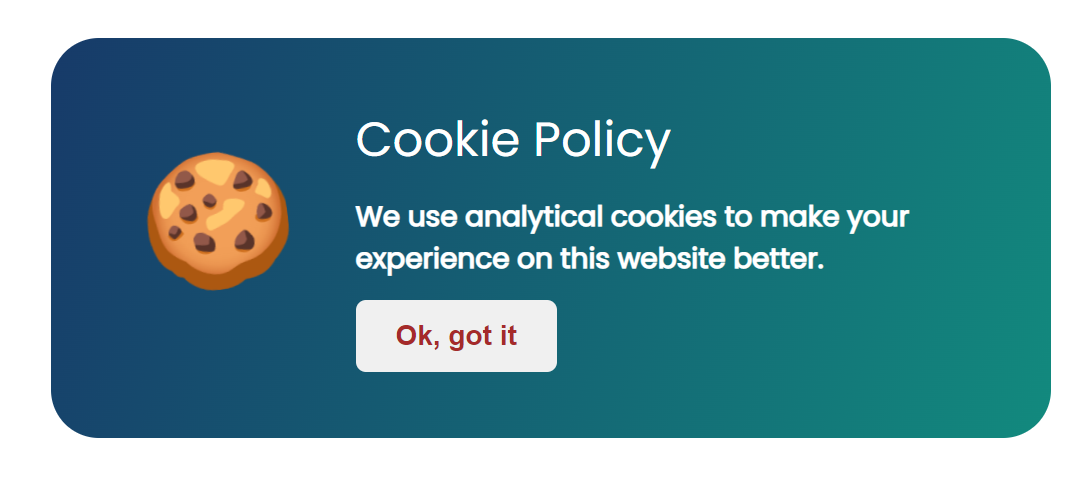 Cookie Policy
We use analytical cookies to make your
experience on this website better.
Ok, got it